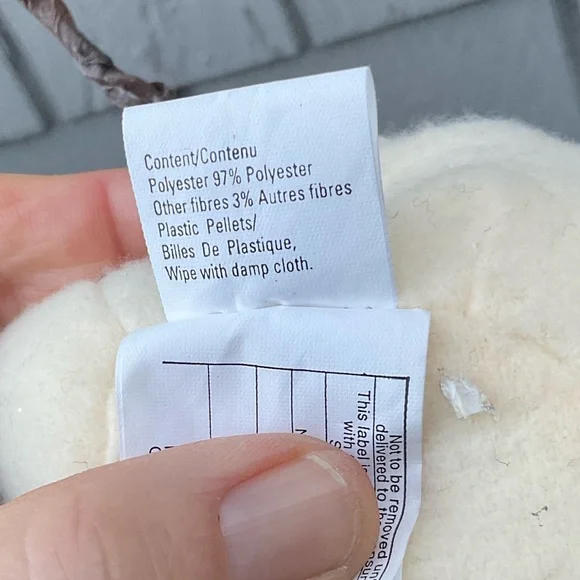 Content/Contenu
Polyester 97% Polyester
Other fibres 3% Autres fibres
Plastic Pellets/
Billes De Plastique,
Wipe with damp cloth.
Not to be removed
delivered to
This label
with